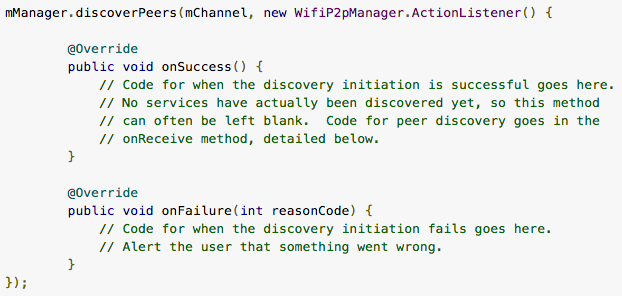 mManager.discoverPeers(mChannel, new WifiP2pManager.ActionListener() {
@Override
public void onSuccess() {
// Code for when the discovery initiation is successful goes here.
// No services have actually been discovered yet, so this method
// can often be left blank.  Code for peer discovery goes in the
// onReceive method, detailed below.
}
@Override
public void onFailure(int reasonCode) {
// Code for when the discovery initiation fails goes here.
// Alert the user that something went wrong.
}
});